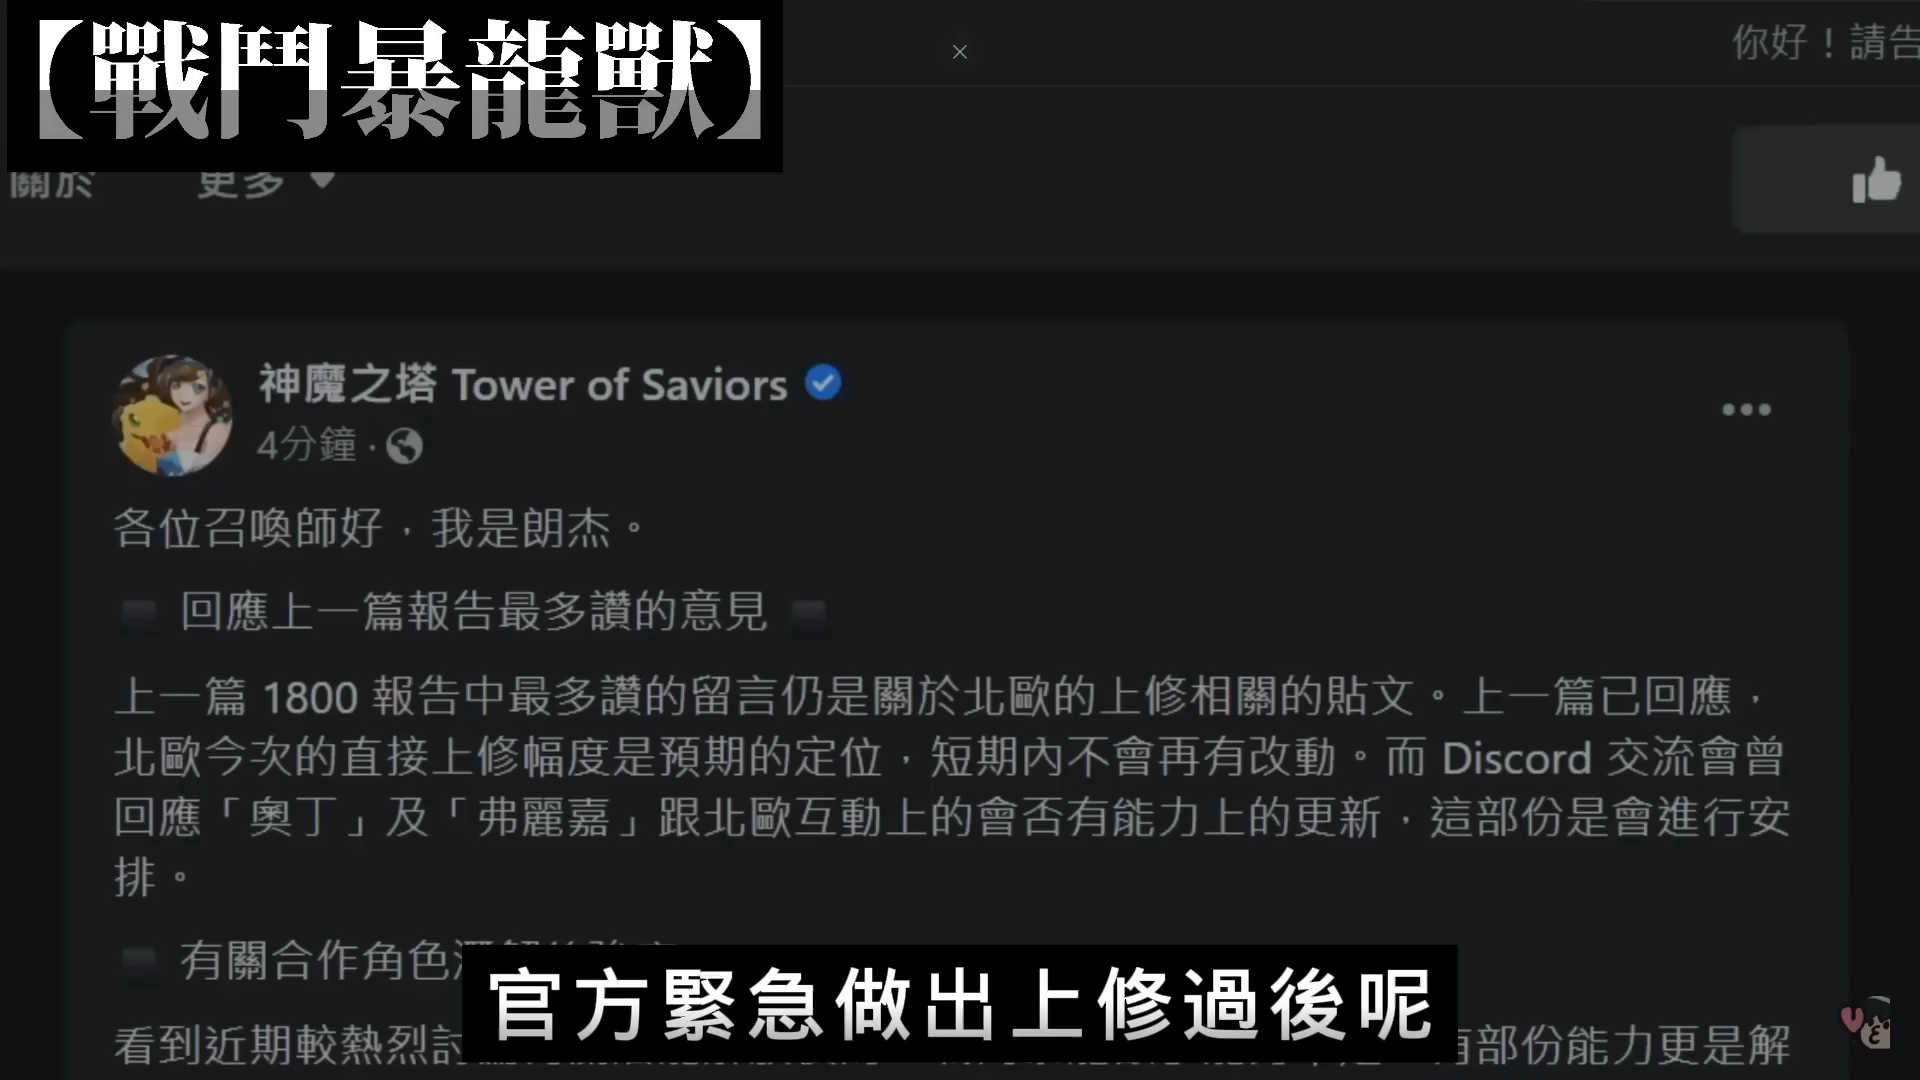 【戰鬥暴龍獸】
你好！請告
關於 更多
神魔之塔 Tower of Saviors
4分鐘
各位召喚師好，我是朗杰。
回應上一篇報告最多讚的意見
上一篇 1800 報告中最多讚的留言仍是關於北歐的上修相關的貼文。上一篇已回應，
北歐今次的直接上修幅度是預期的定位，短期內不會再有改動。而 Discord 交流會曾
回應「奧丁」及「弗麗嘉」跟北歐互動上的會否有能力上的更新，這部份是會進行安
排。
有關合作角色
官方緊急做出上修過後呢
看到近期較熱烈討 部份能力更是解